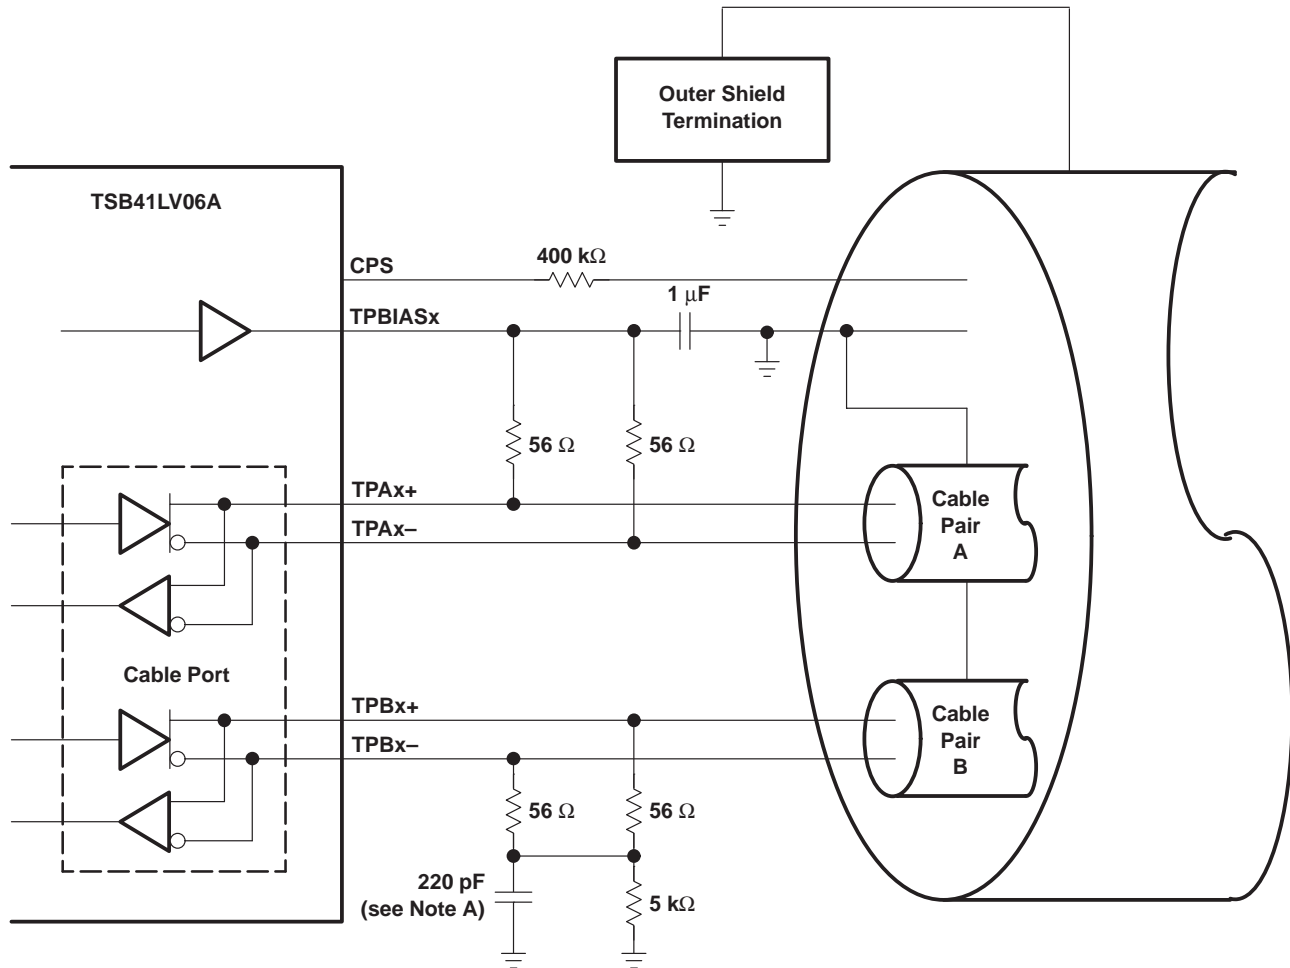 Outer Shield
Termination
TSB41LV06A
CPS
400 kΩ
1 μF
TPBIASx
56 Ω
56 Ω
TPAx+
TPAx–
Cable
Pair
A
Cable Port
TPBx+
TPBx–
Cable
Pair
B
56 Ω
56 Ω
220 pF
(see Note A)
5 kΩ